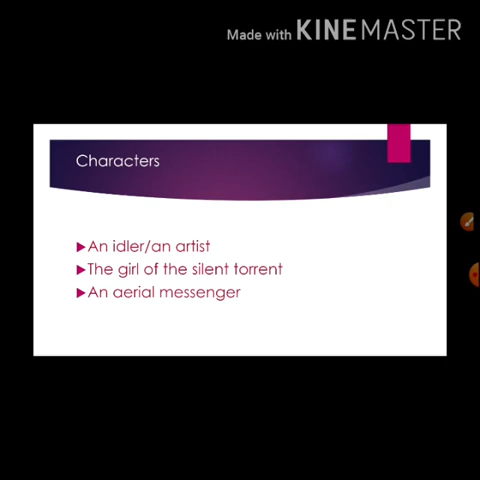 Made with KINEMASTER
Characters
An idler/an artist
The girl of the silent torrent
An aerial messenger